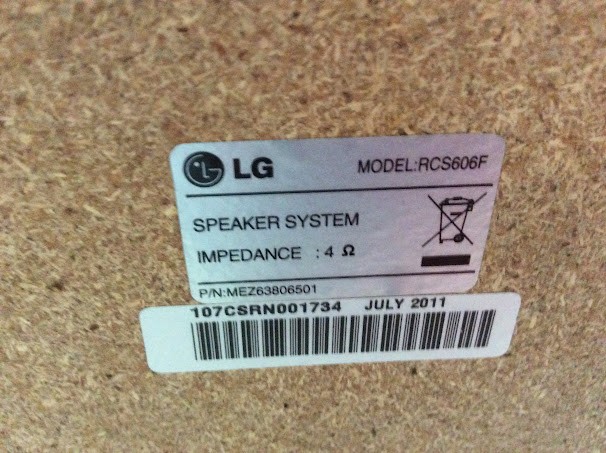 LG MODEL:RCS606F
SPEAKER SYSTEM
IMPEDANCE :4 Ω
P/N:MEZ63806501
107CSRN001734 JULY 2011